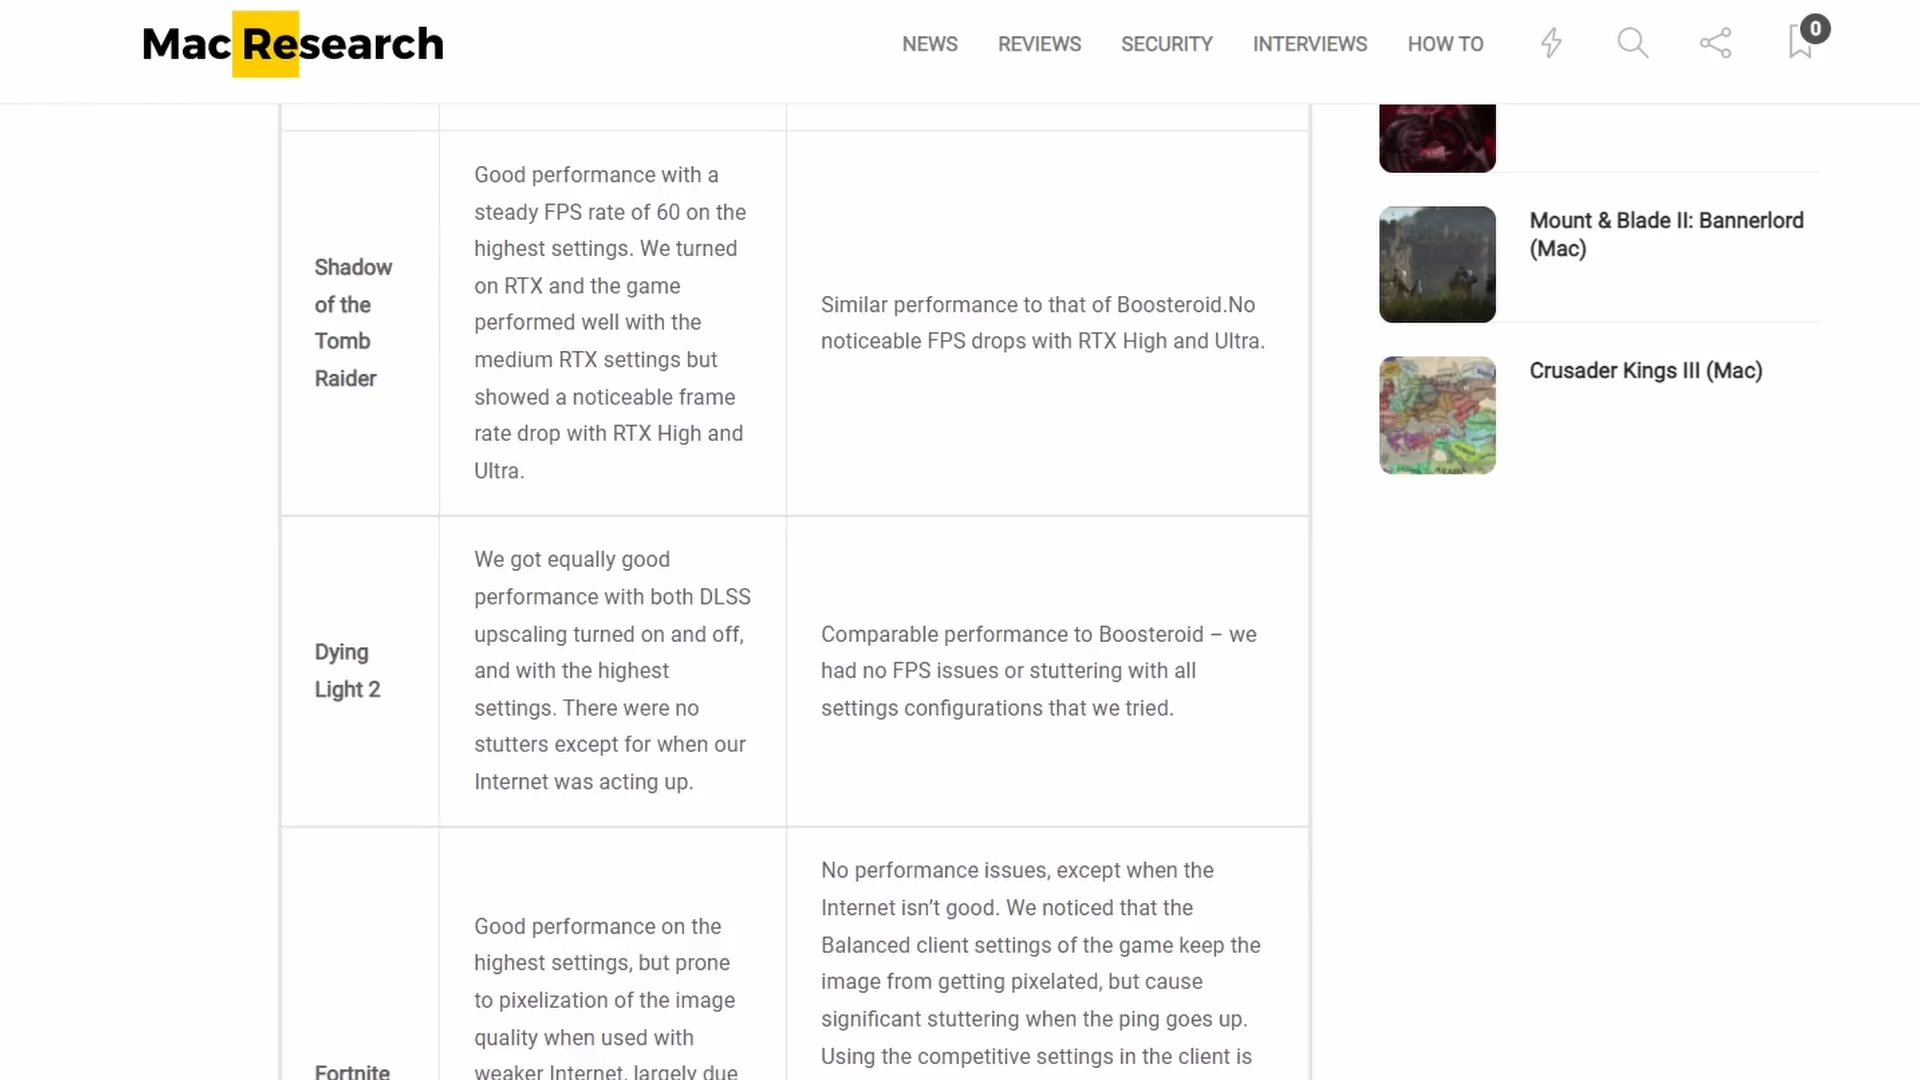 Mac Research
NEWS
REVIEWS
SECURITY
INTERVIEWS
HOW TO
0
Shadow
of the
Tomb
Raider
Good performance with a
steady FPS rate of 60 on the
highest settings. We turned
on RTX and the game
performed well with the
medium RTX settings but
showed a noticeable frame
rate drop with RTX High and
Ultra.
Similar performance to that of Boosteroid.No
noticeable FPS drops with RTX High and Ultra.
Dying
Light 2
We got equally good
performance with both DLSS
upscaling turned on and off,
and with the highest
settings. There were no
stutters except for when our
Internet was acting up.
Comparable performance to Boosteroid – we
had no FPS issues or stuttering with all
settings configurations that we tried.
Fortnite
Good performance on the
highest settings, but prone
to pixelization of the image
quality when used with
weaker Internet, largely due
No performance issues, except when the
Internet isn’t good. We noticed that the
Balanced client settings of the game keep the
image from getting pixelated, but cause
significant stuttering when the ping goes up.
Using the competitive settings in the client is
Mount & Blade II: Bannerlord
(Mac)
Crusader Kings III (Mac)